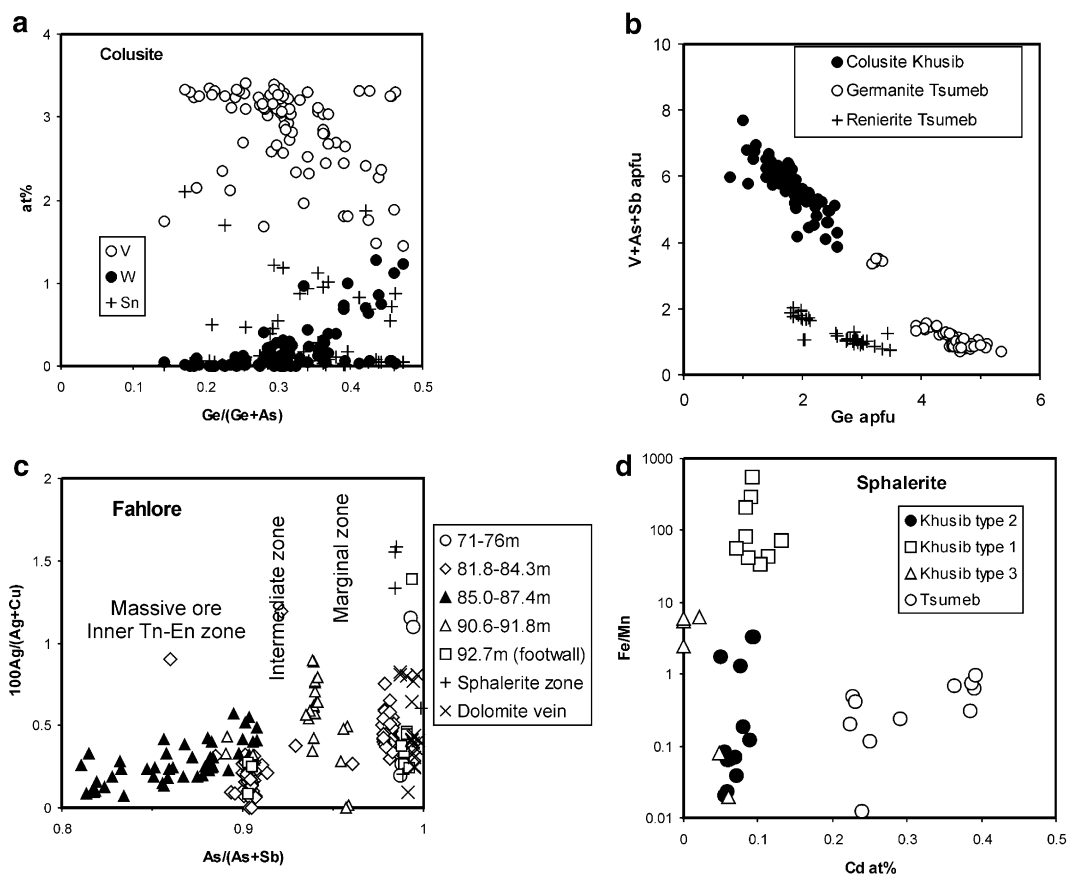 a
4%
Colusite
3
2
1
0
at%
V
W
Sn
0
0.1
0.2
0.3
0.4
0.5
Ge/(Ge+As)
b
10
8
6
4
2
0
V+As+Sb apfu
Colusite Khusib
Germanite Tsumeb
Renierite Tsumeb
0
2
4
6
Ge apfu
c
2
1.5
1
0.5
0
100Ag/(Ag+Cu)
Fahlore
Massive ore
Inner Tn-En zone
Intermediate zone
Marginal zone
71-76m
81.8-84.3m
85.0-87.4m
90.6-91.8m
92.7m (footwall)
Sphalerite zone
Dolomite vein
0.8
0.9
1
As/(As+Sb)
d
1000
100
10
1
0.1
0.01
Fe/Mn
Sphalerite
Khusib type 2
Khusib type 1
Khusib type 3
Tsumeb
0
0.1
0.2
0.3
0.4
0.5
Cd at%